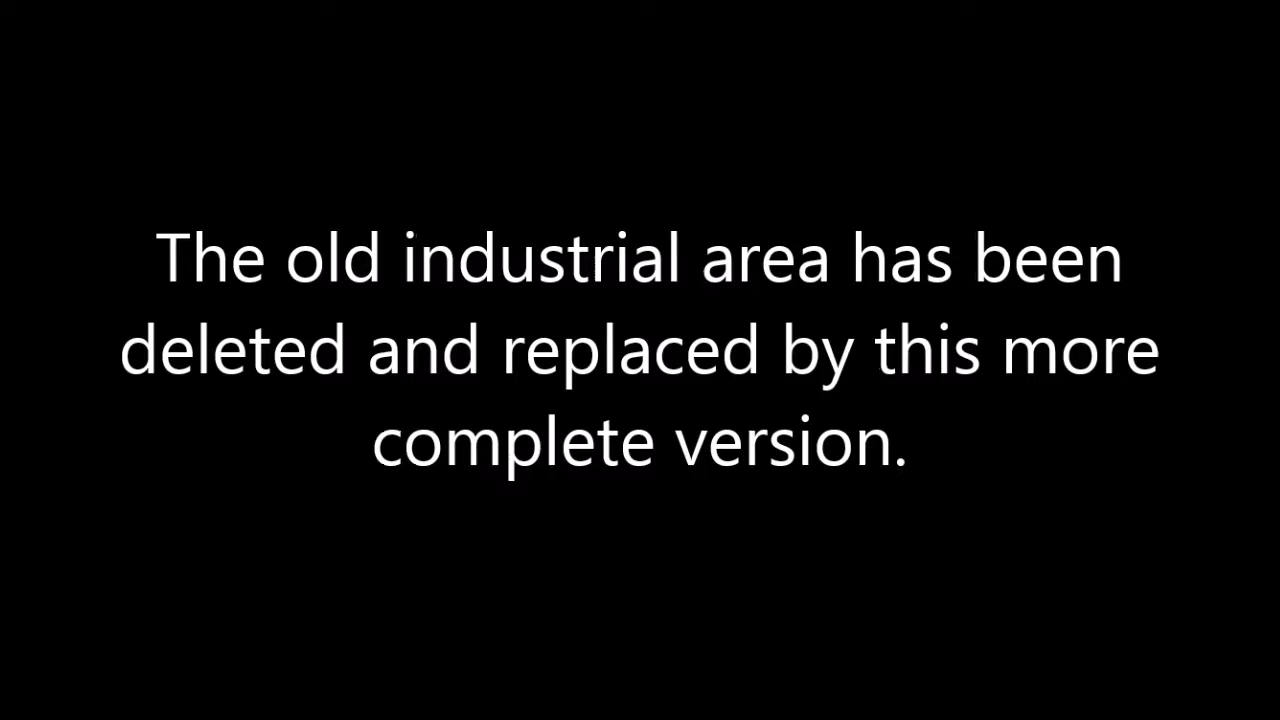 The old industrial area has been
deleted and replaced by this more
complete version.